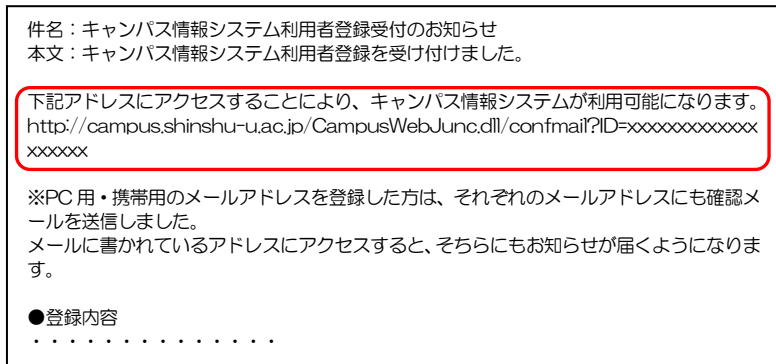 件名：キャンパス情報システム利用者登録受付のお知らせ
本文：キャンパス情報システム利用者登録を受け付けました。
下記アドレスにアクセスすることにより、キャンパス情報システムが利用可能になります。
http://campus.shinshu-u.ac.jp/CampusWebJunc.dll/confmail?ID=xxxxxxxxxxxxx
xxxxxx
※PC 用・携帯用のメールアドレスを登録した方は、それぞれのメールアドレスにも確認メ
ールを送信しました。
メールに書かれているアドレスにアクセスすると、そちらにもお知らせが届くようになりま
す。
●登録内容
・・・・・・・・・・・・・・